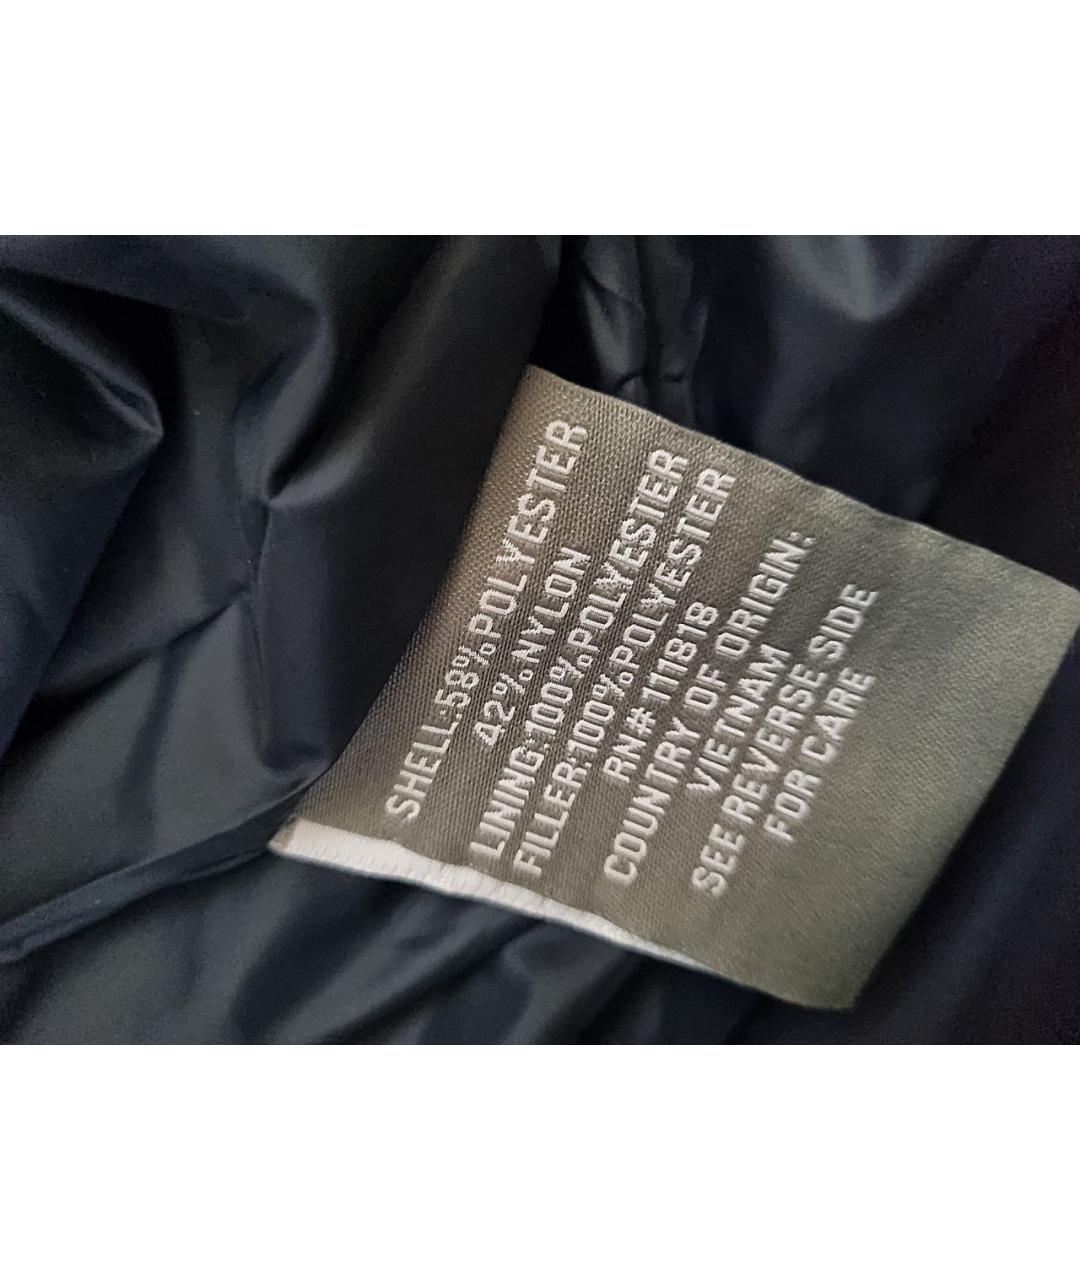 SHELL:58%POLYESTER
42%NYLON
LINING:100%POLYESTER
FILLER:100%POLYESTER
RN# 111818
COUNTRY OF ORIGIN:
VIETNAM
SEE REVERSE SIDE
FOR CARE